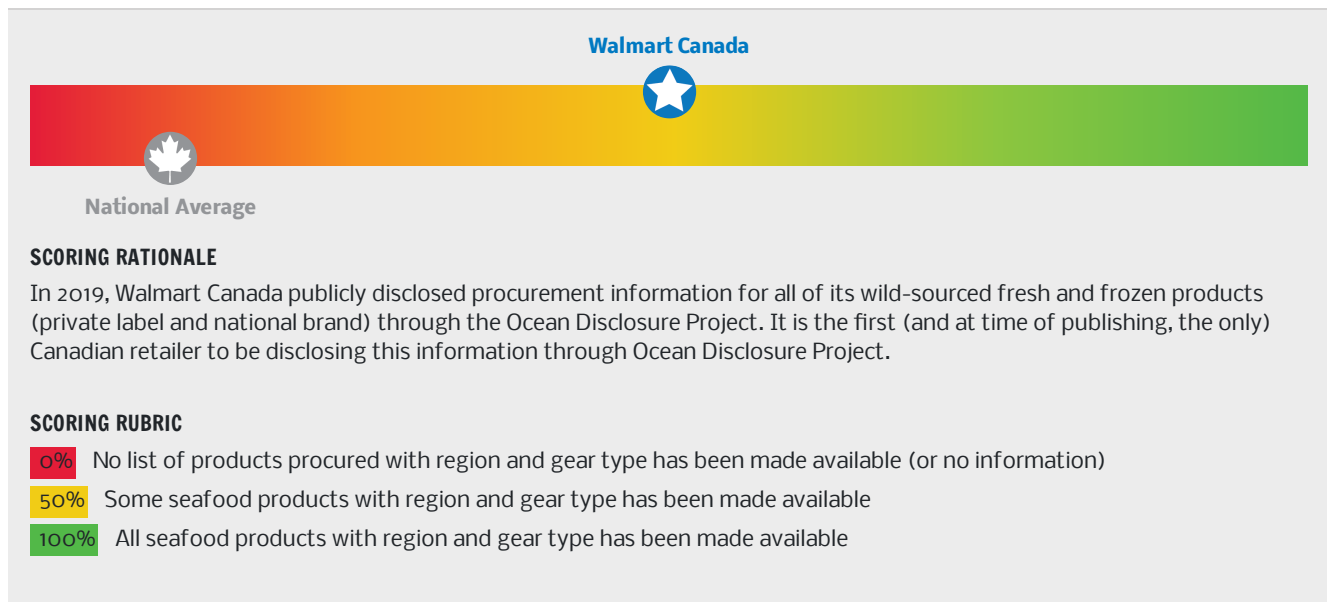 Walmart Canada
National Average
SCORING RATIONALE
In 2019, Walmart Canada publicly disclosed procurement information for all of its wild-sourced fresh and frozen products
(private label and national brand) through the Ocean Disclosure Project. It is the first (and at time of publishing, the only)
Canadian retailer to be disclosing this information through Ocean Disclosure Project.
SCORING RUBRIC
0% No list of products procured with region and gear type has been made available (or no information)
50% Some seafood products with region and gear type has been made available
100% All seafood products with region and gear type has been made available